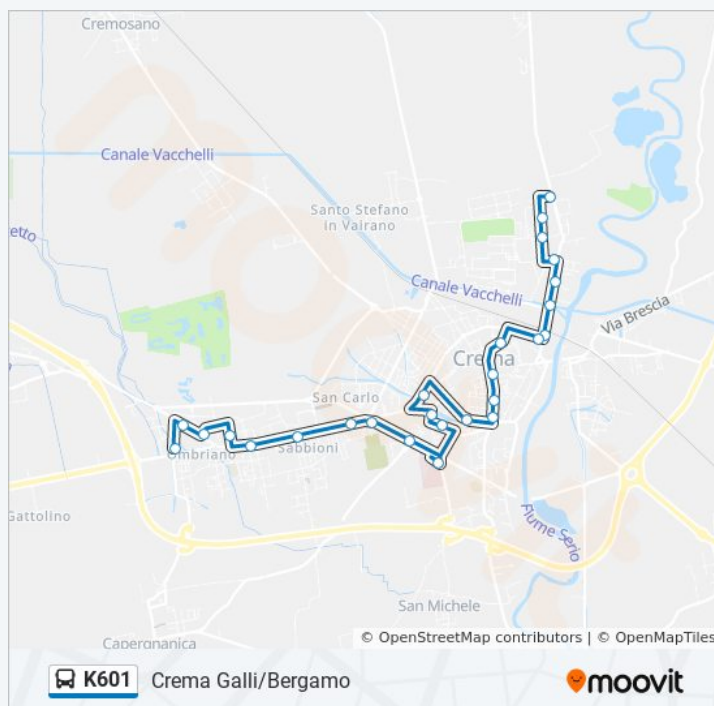 Cremosano
Canale Vacchelli
Santo Stefano
in Vairano
etto
Canale Vacchelli
Via Brescia
Crema
San Carlo
Ombriano
Sabbioni
Gattolino
Fiume Serio
San Michele
Capergnanica
© OpenStreetMap contributors | © OpenMapTiles
K601 Crema Galli/Bergamo
moovit